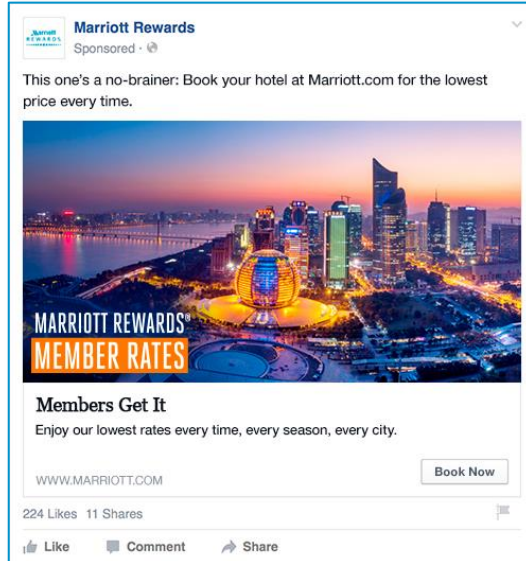 Marriott
REWARDS
Marriott Rewards
Sponsored ·
This one's a no-brainer: Book your hotel at Marriott.com for the lowest
price every time.
MARRIOTT REWARDS®
MEMBER RATES
Members Get It
Enjoy our lowest rates every time, every season, every city.
WWW.MARRIOTT.COM
Book Now
224 Likes 11 Shares
Like Comment Share